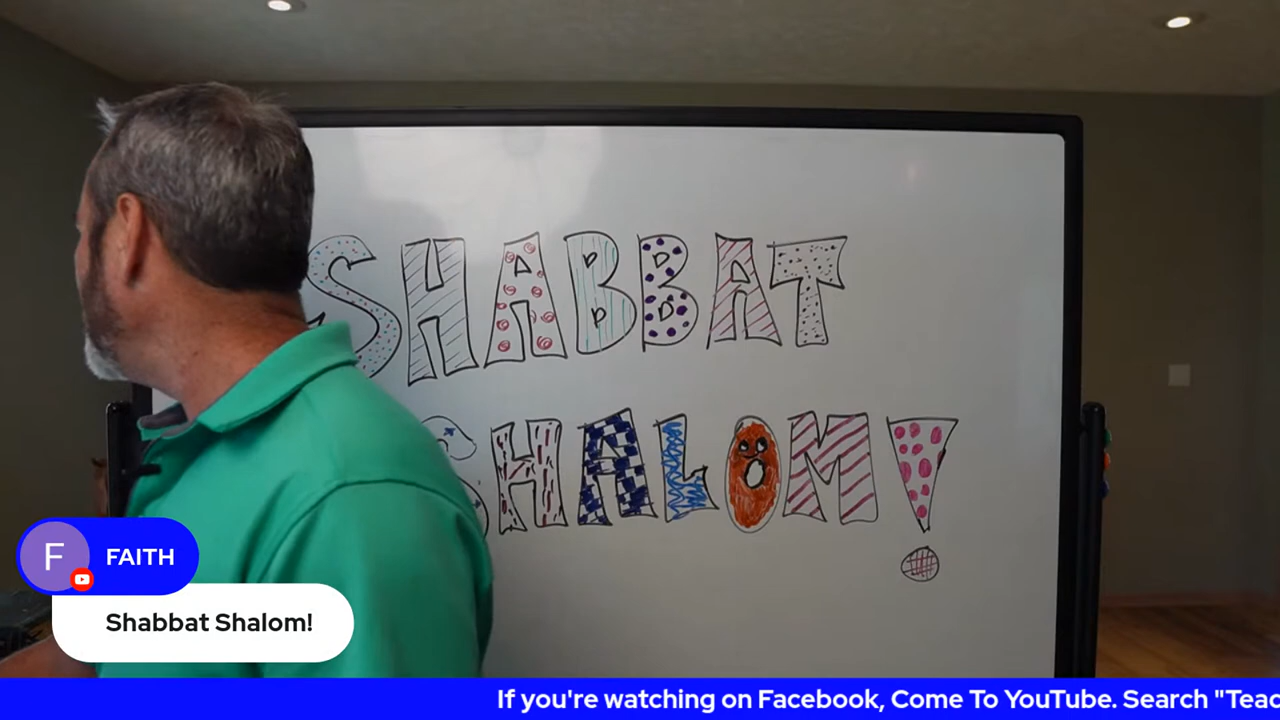 SHABBAT
SHALOM!
F FAITH
Shabbat Shalom!
If you're watching on Facebook, Come To YouTube. Search "Teac